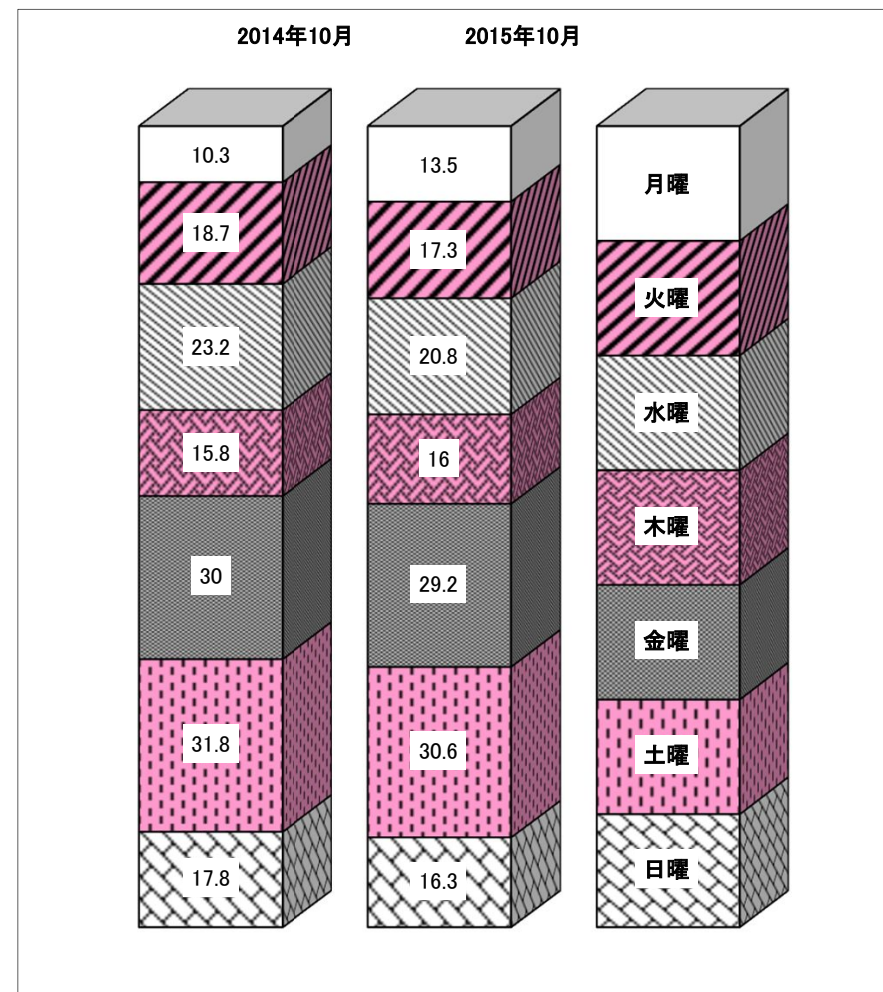 2014年10月 2015年10月
10.3 13.5 月曜
18.7 17.3 火曜
23.2 20.8 水曜
15.8 16 木曜
30 29.2 金曜
31.8 30.6 土曜
17.8 16.3 日曜